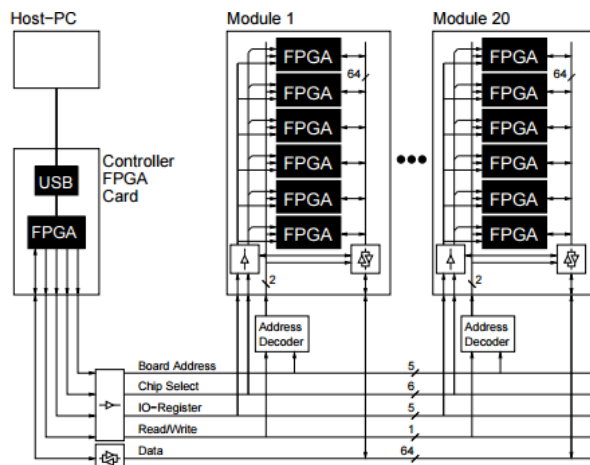 Host-PC
Module 1
Module 20
FPGA
FPGA
FPGA
FPGA
FPGA
FPGA
64
2
FPGA
FPGA
FPGA
FPGA
FPGA
FPGA
64
2
Controller
FPGA
Card
USB
FPGA
Address
Decoder
Address
Decoder
Board Address 5
Chip Select 6
IO-Register 5
Read/Write 1
Data 64